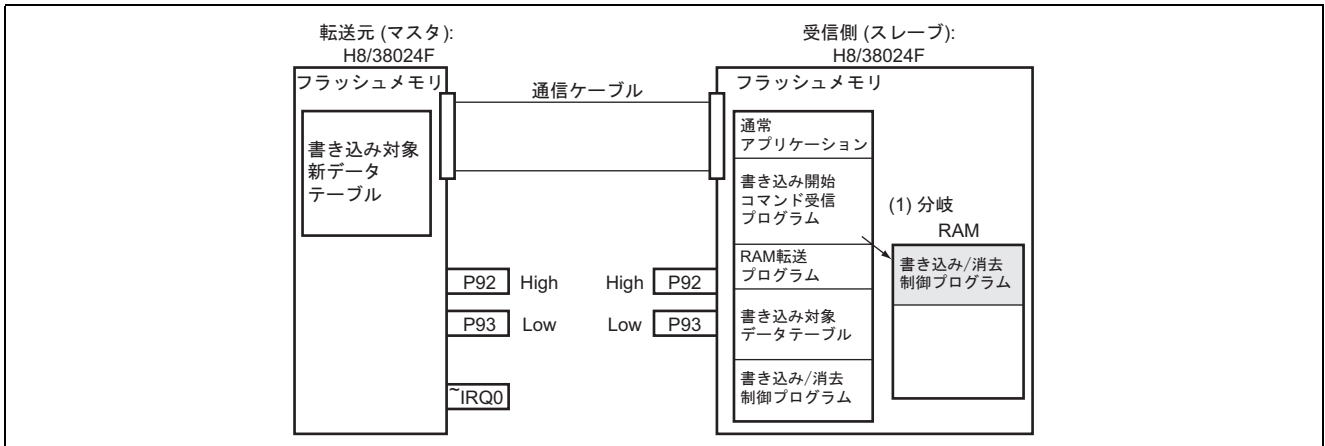 転送元 (マスタ):
H8/38024F
フラッシュメモリ
書き込み対象
新データ
テーブル
P92 High
P93 Low
~IRQ0
通信ケーブル
受信側 (スレーブ):
H8/38024F
フラッシュメモリ
通常
アプリケーション
書き込み開始
コマンド受信
プログラム
RAM転送
プログラム
書き込み対象
データテーブル
書き込み/消去
制御プログラム
High P92
Low P93
(1) 分岐
RAM
書き込み/消去
制御プログラム